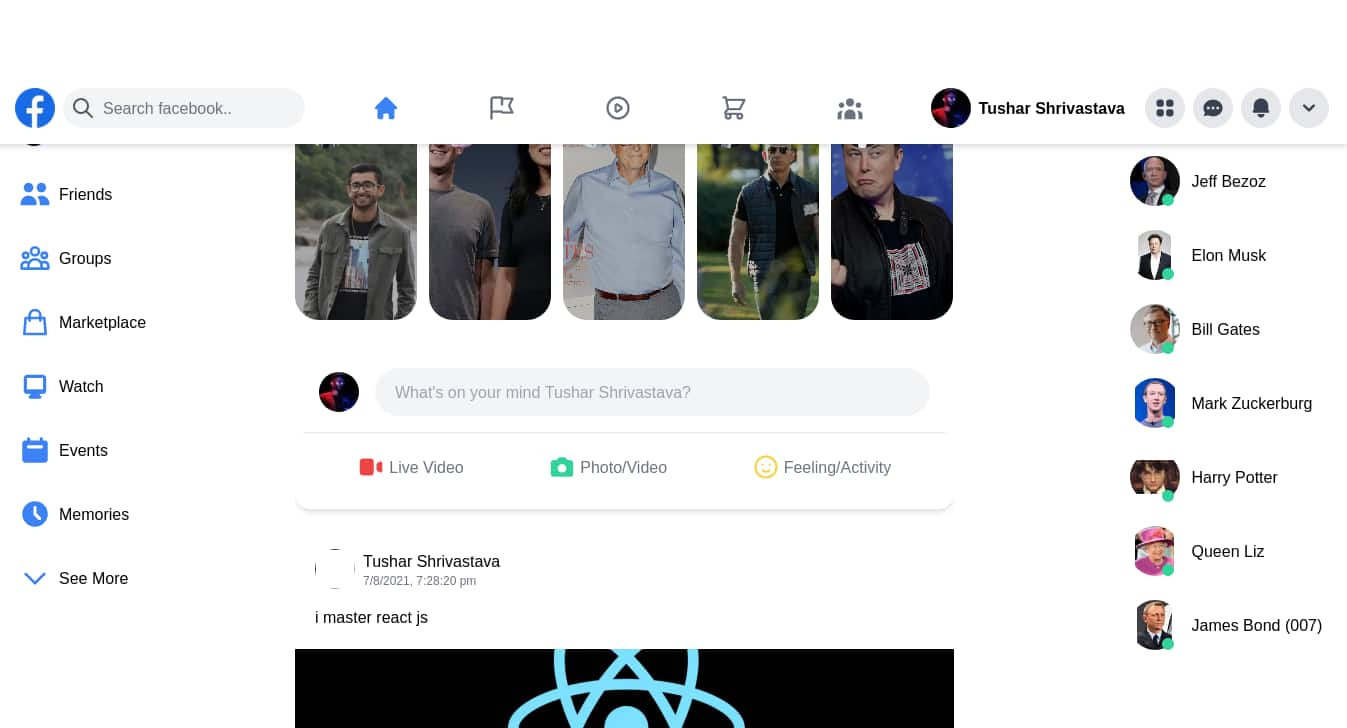 Search facebook..
Tushar Shrivastava
Friends
Groups
Marketplace
Watch
Events
Memories
See More
What's on your mind Tushar Shrivastava?
Live Video
Photo/Video
Feeling/Activity
Tushar Shrivastava
7/8/2021, 7:28:20 pm
i master react js
Jeff Bezoz
Elon Musk
Bill Gates
Mark Zuckerburg
Harry Potter
Queen Liz
James Bond (007)